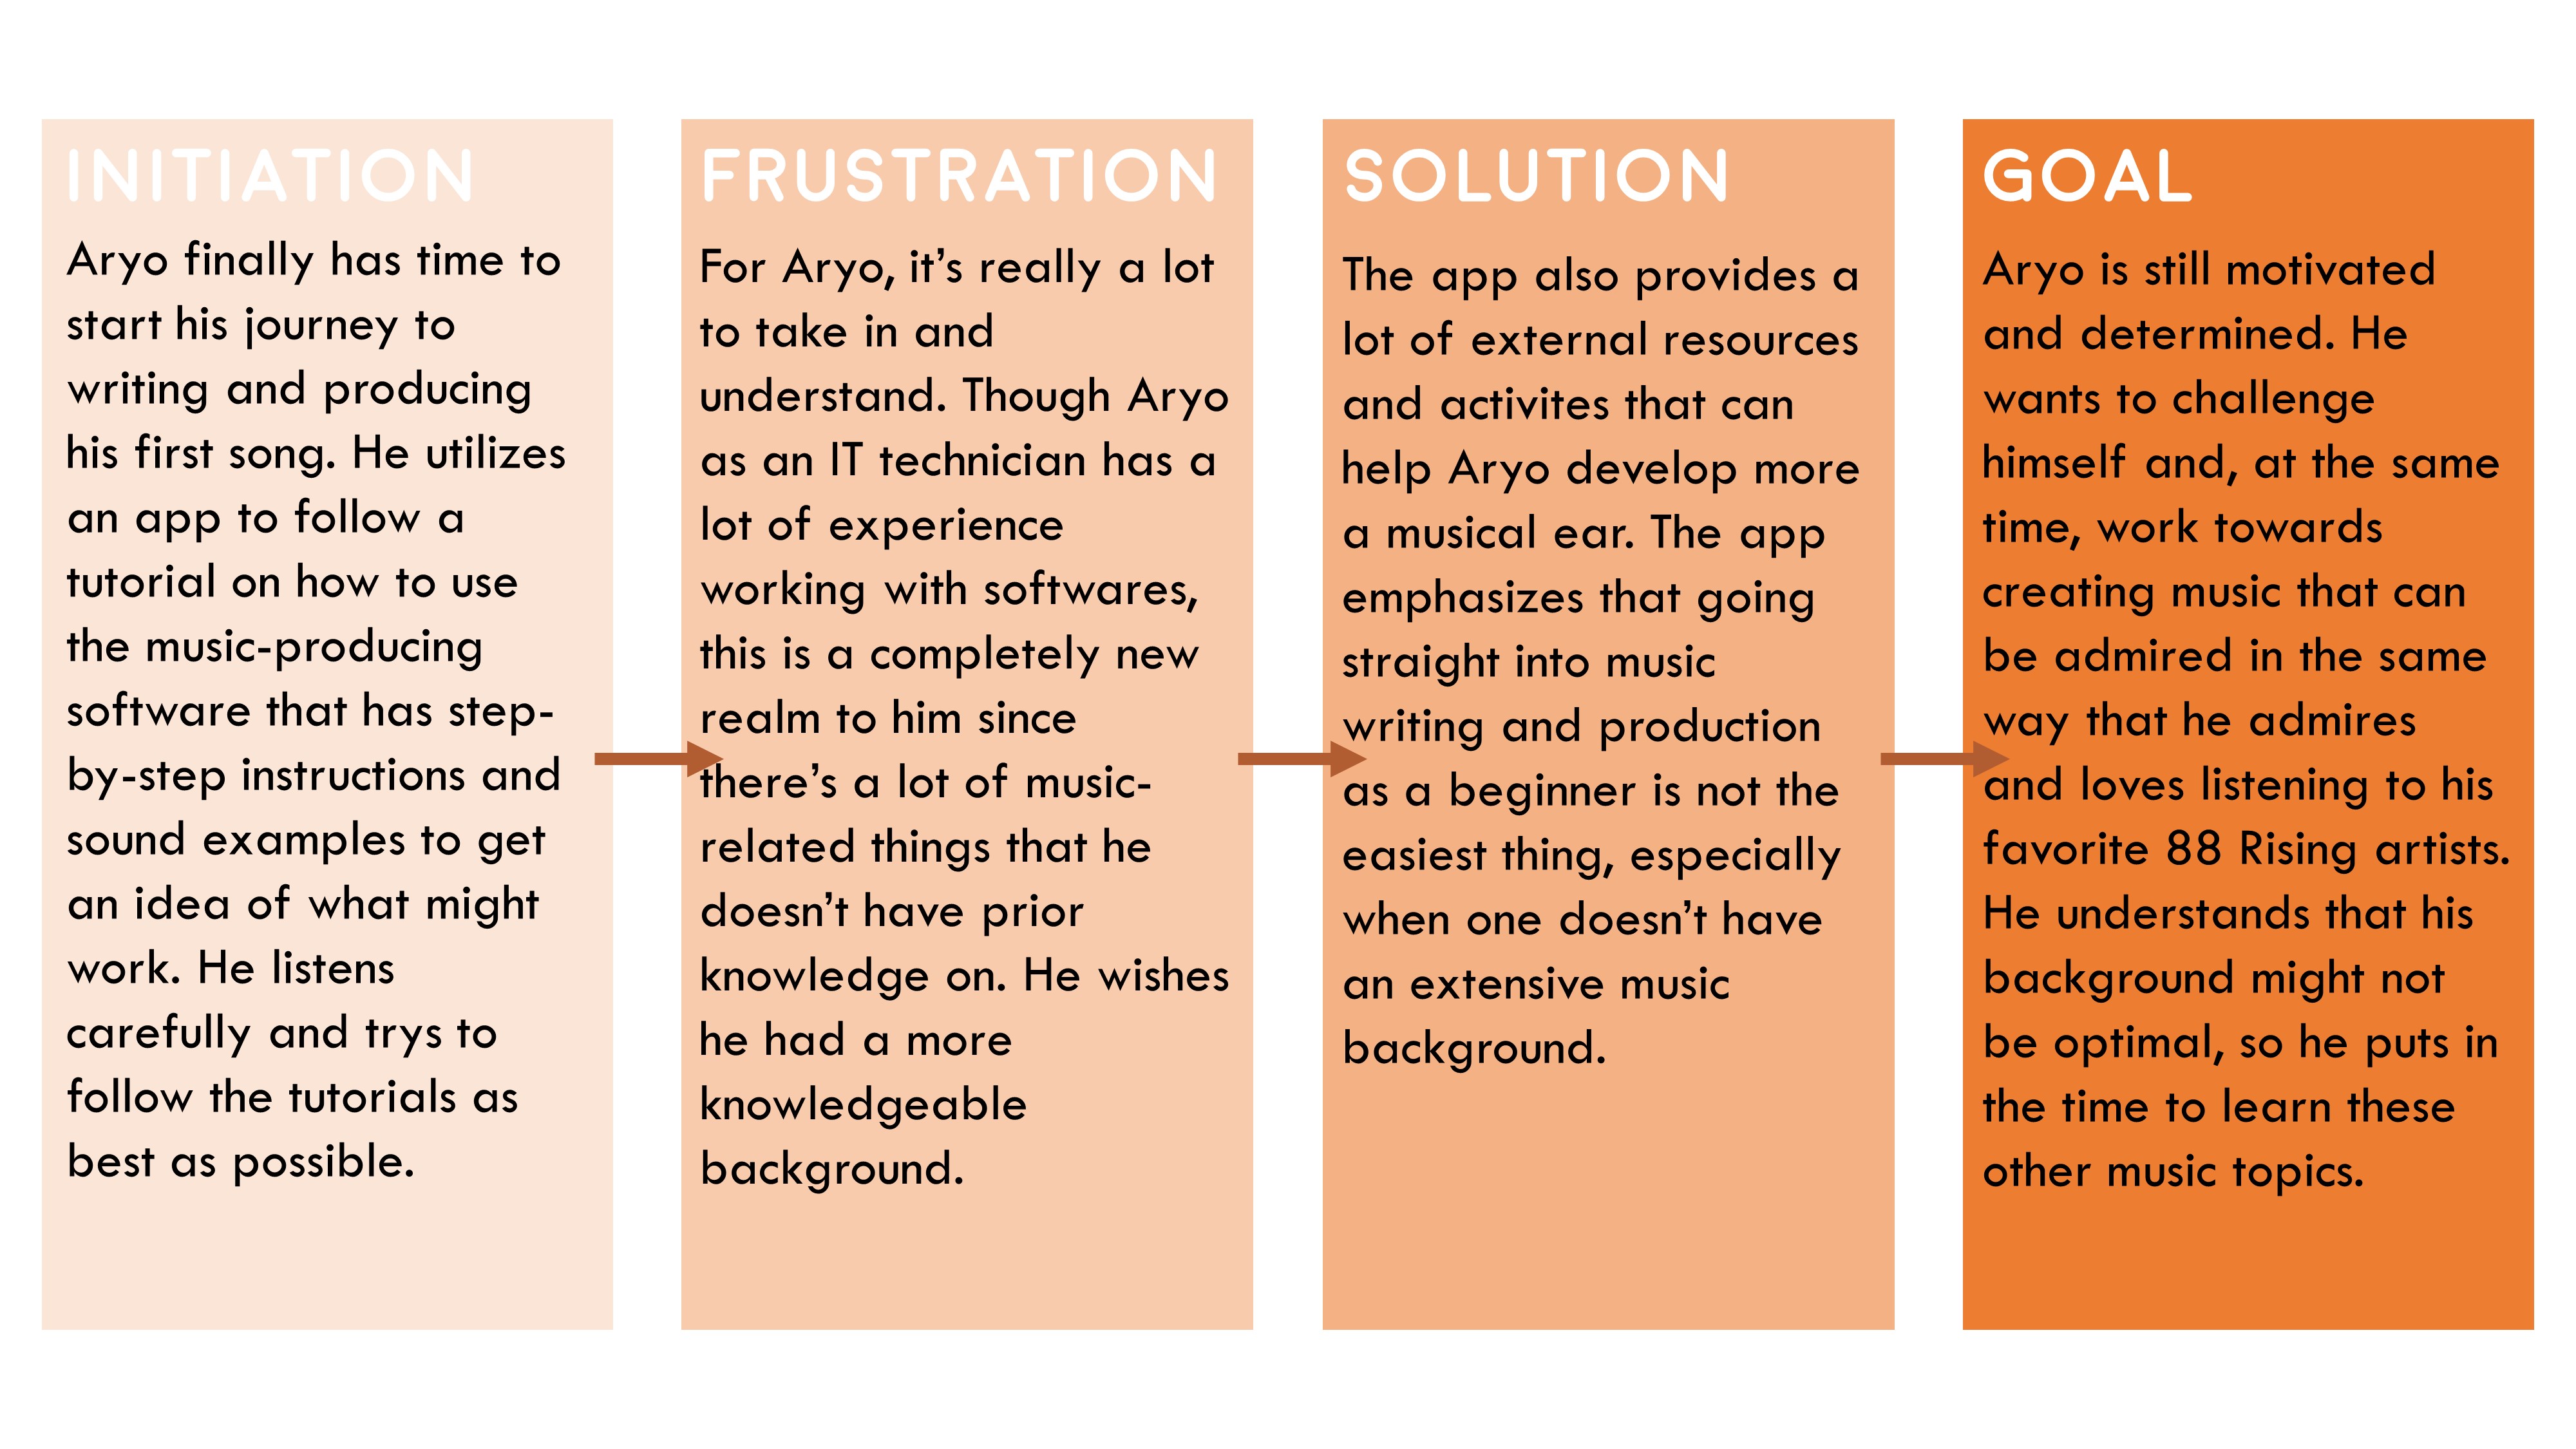 INITIATION
Aryo finally has time to
start his journey to
writing and producing
his first song. He utilizes
an app to follow a
tutorial on how to use
the music-producing
software that has step-
by-step instructions and
sound examples to get
an idea of what might
work. He listens
carefully and trys to
follow the tutorials as
best as possible.
FRUSTRATION
For Aryo, it’s really a lot
to take in and
understand. Though Aryo
as an IT technician has a
lot of experience
working with softwares,
this is a completely new
realm to him since
there’s a lot of music-
related things that he
doesn’t have prior
knowledge on. He wishes
he had a more
knowledgeable
background.
SOLUTION
The app also provides a
lot of external resources
and activites that can
help Aryo develop more
a musical ear. The app
emphasizes that going
straight into music
writing and production
as a beginner is not the
easiest thing, especially
when one doesn’t have
an extensive music
background.
GOAL
Aryo is still motivated
and determined. He
wants to challenge
himself and, at the same
time, work towards
creating music that can
be admired in the same
way that he admires
and loves listening to his
favorite 88 Rising artists.
He understands that his
background might not
be optimal, so he puts in
the time to learn these
other music topics.